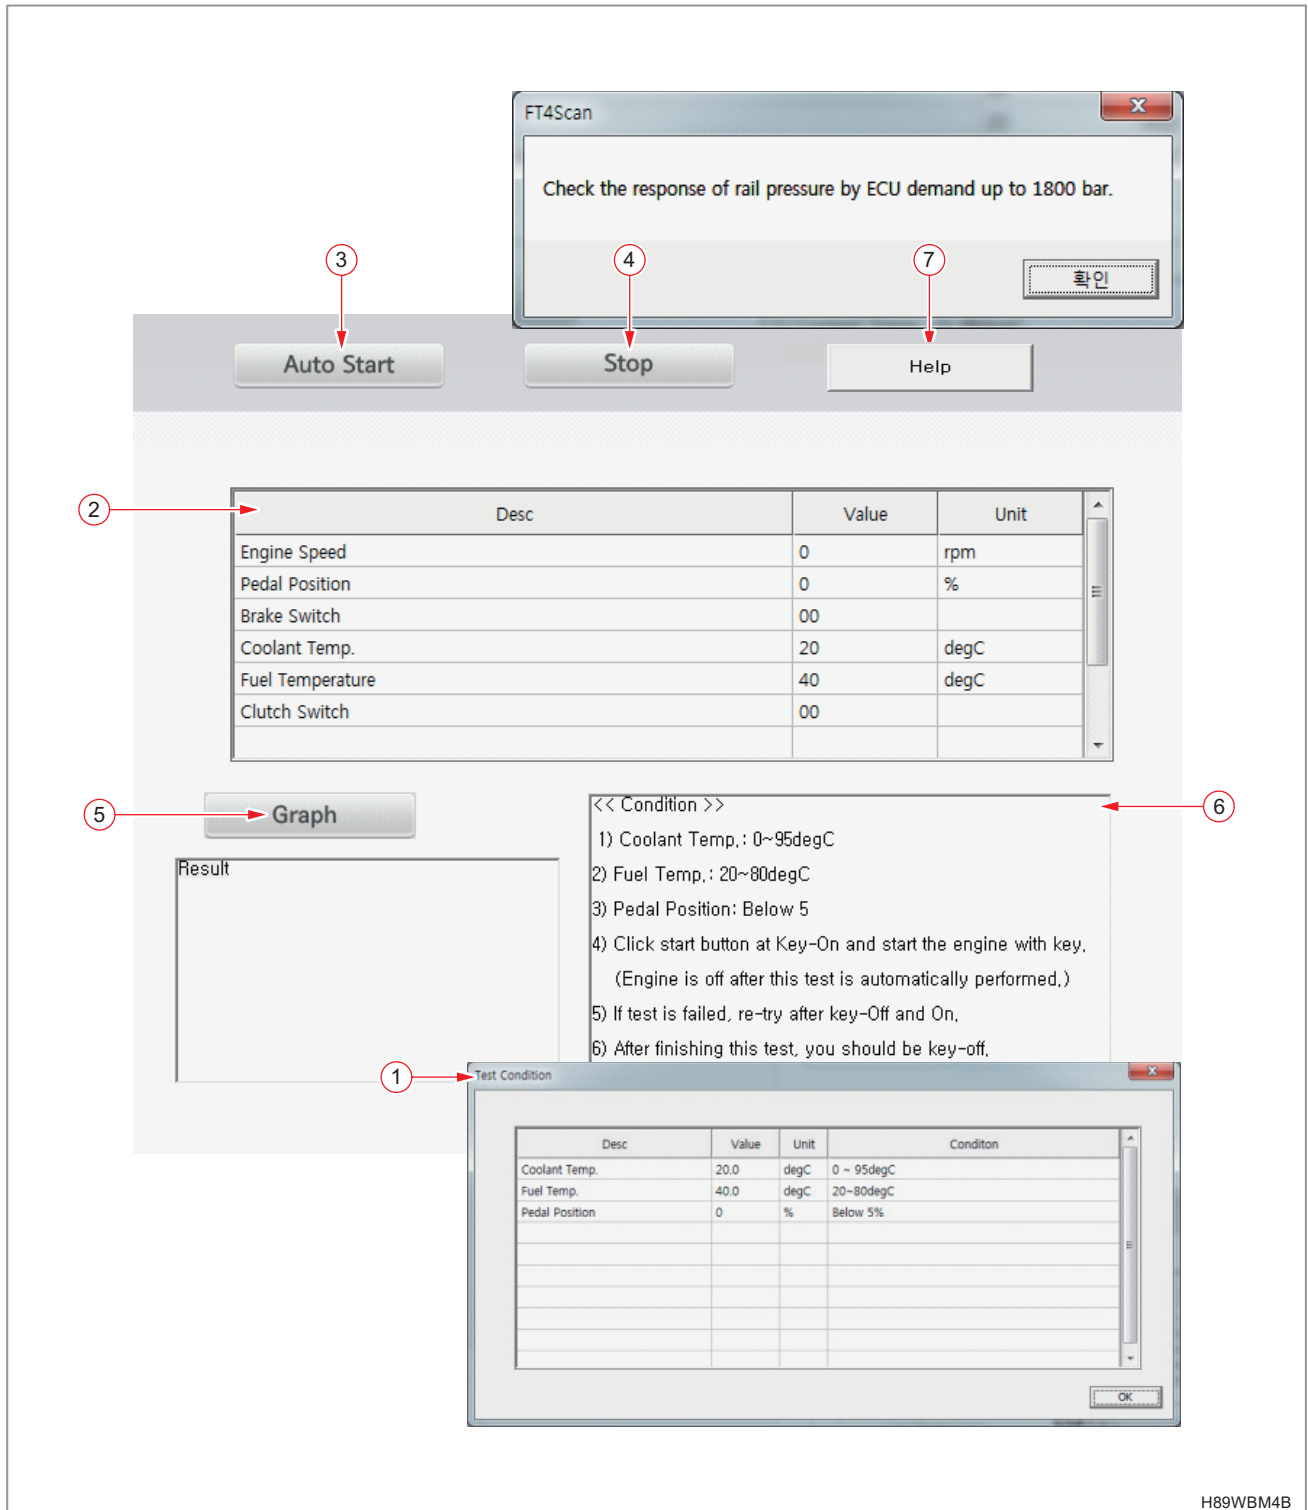 FT4Scan
Check the response of rail pressure by ECU demand up to 1800 bar.
확인
3
4
7
Auto Start
Stop
Help
2
Desc Value Unit
Engine Speed 0 rpm
Pedal Position 0 %
Brake Switch 00
Coolant Temp. 20 degC
Fuel Temperature 40 degC
Clutch Switch 00
5
Graph
Result
6
<< Condition >>
1) Coolant Temp.: 0~95degC
2) Fuel Temp.: 20~80degC
3) Pedal Position: Below 5
4) Click start button at Key-On and start the engine with key.
(Engine is off after this test is automatically performed.)
5) If test is failed, re-try after key-Off and On.
6) After finishing this test, you should be key-off.
1
Test Condition
Desc Value Unit Conditon
Coolant Temp. 20.0 degC 0 ~ 95degC
Fuel Temp. 40.0 degC 20~80degC
Pedal Position 0 % Below 5%
OK
H89WBM4B